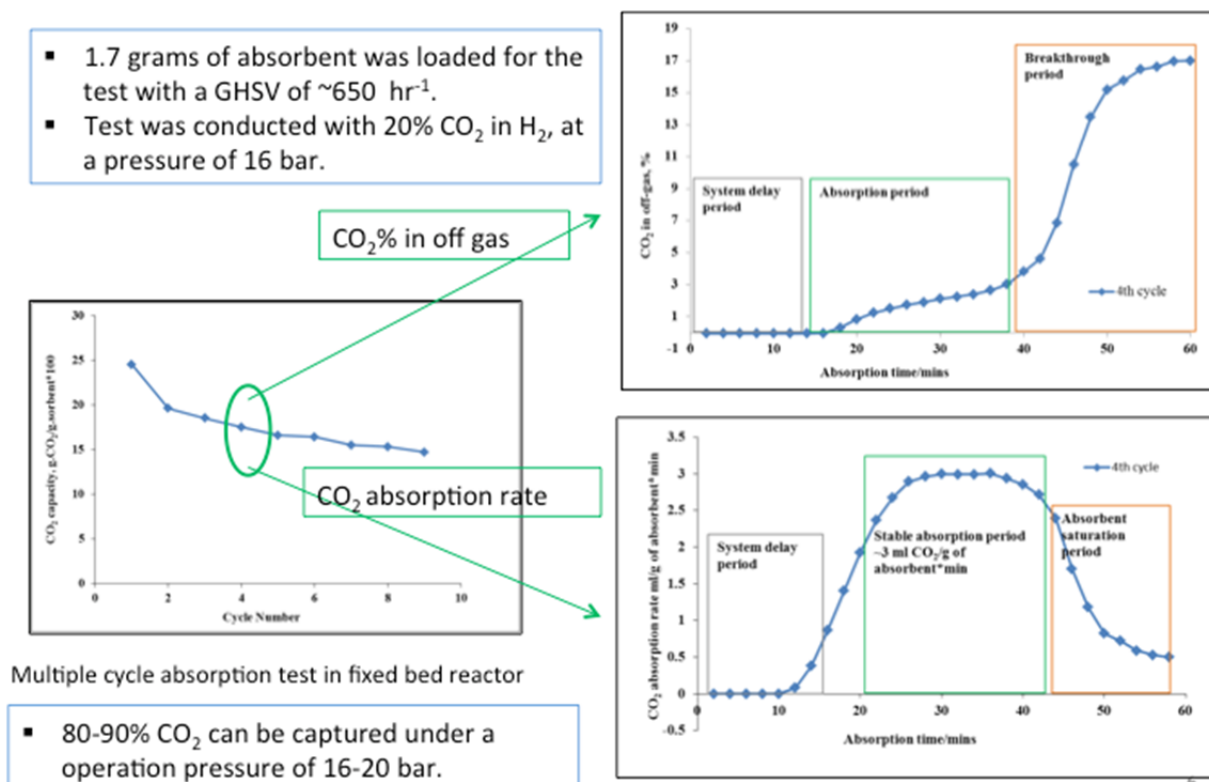 ▪ 1.7 grams of absorbent was loaded for the
test with a GHSV of ~650 hr⁻¹.
▪ Test was conducted with 20% CO₂ in H₂, at
a pressure of 16 bar.
CO₂% in off gas
CO₂ capacity, g.CO₂/g.sorbent*100
30
25
20
15
10
5
0
0
2
4
6
8
10
Cycle Number
CO₂ absorption rate
Multiple cycle absorption test in fixed bed reactor
▪ 80-90% CO₂ can be captured under a
operation pressure of 16-20 bar.
CO₂ in off-gas, %
19
17
15
13
11
9
7
5
3
1
-1
System delay
period
Absorption period
Breakthrough
period
4th cycle
0
10
20
30
40
50
60
Absorption time/mins
CO₂ absorption rate ml/g of absorbent*min
3.5
3
2.5
2
1.5
1
0.5
0
-0.5
4th cycle
System delay
period
Stable absorption period
~3 ml CO₂/g of
absorbent*min
Absorbent
saturation
period
0
10
20
30
40
50
60
Absorption time/mins